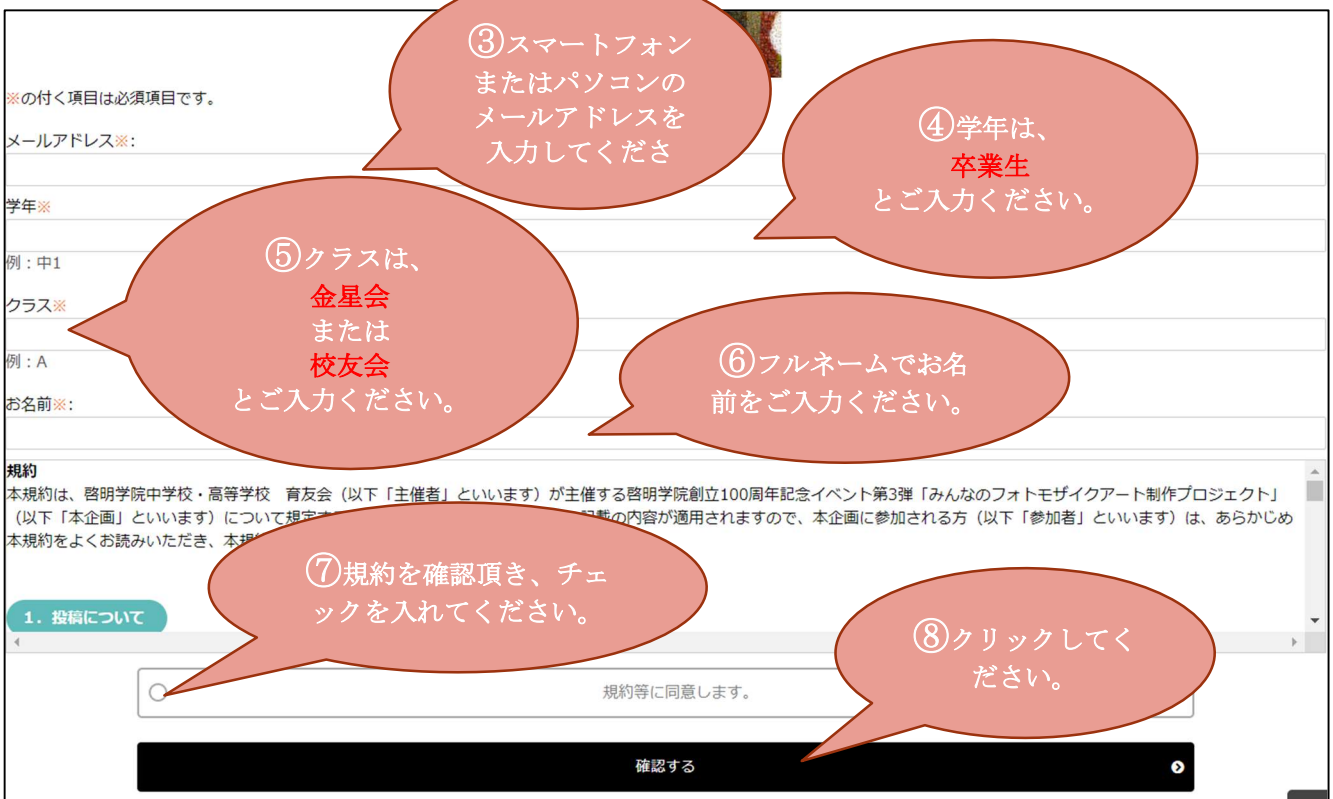 ③スマートフォン
またはパソコンの
メールアドレスを
入力してくださ
※の付く項目は必須項目です。
メールアドレス※:
④学年は、
卒業生
とご入力ください。
学年※
例：中1
⑤クラスは、
金星会
または
校友会
とご入力ください。
クラス※
例：A
⑥フルネームでお名
前をご入力ください。
お名前※:
規約
本規約は、啓明学院中学校・高等学校　育友会（以下「主催者」といいます）が主催する啓明学院創立100周年記念イベント第3弾「みんなのフォトモザイクアート制作プロジェクト」
（以下「本企画」といいます）について規定す
記載の内容が適用されますので、本企画に参加される方（以下「参加者」といいます）は、あらかじめ
本規約をよくお読みいただき、本規
⑦規約を確認頂き、チェ
ックを入れてください。
1. 投稿について
⑧クリックしてく
ださい。
規約等に同意します。
確認する